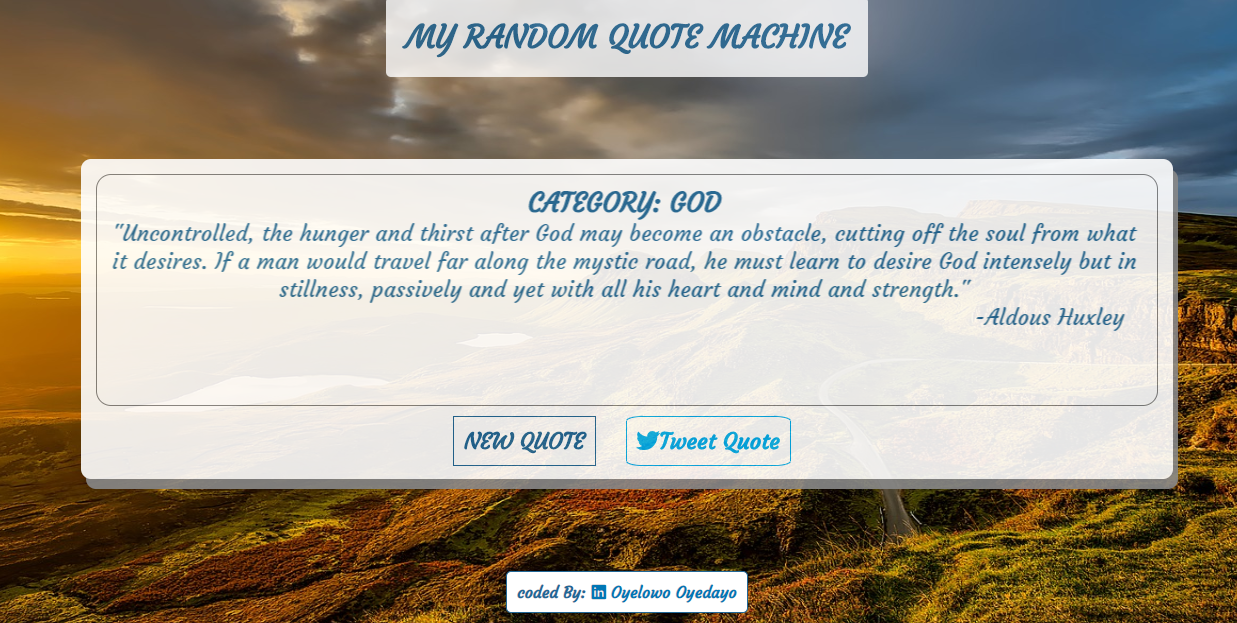 MY RANDOM QUOTE MACHINE
CATEGORY: GOD
"Uncontrolled, the hunger and thirst after God may become an obstacle, cutting off the soul from what
it desires. If a man would travel far along the mystic road, he must learn to desire God intensely but in
stillness, passively and yet with all his heart and mind and strength."
-Aldous Huxley
NEW QUOTE
Tweet Quote
coded By: in Oyelowo Oyedayo